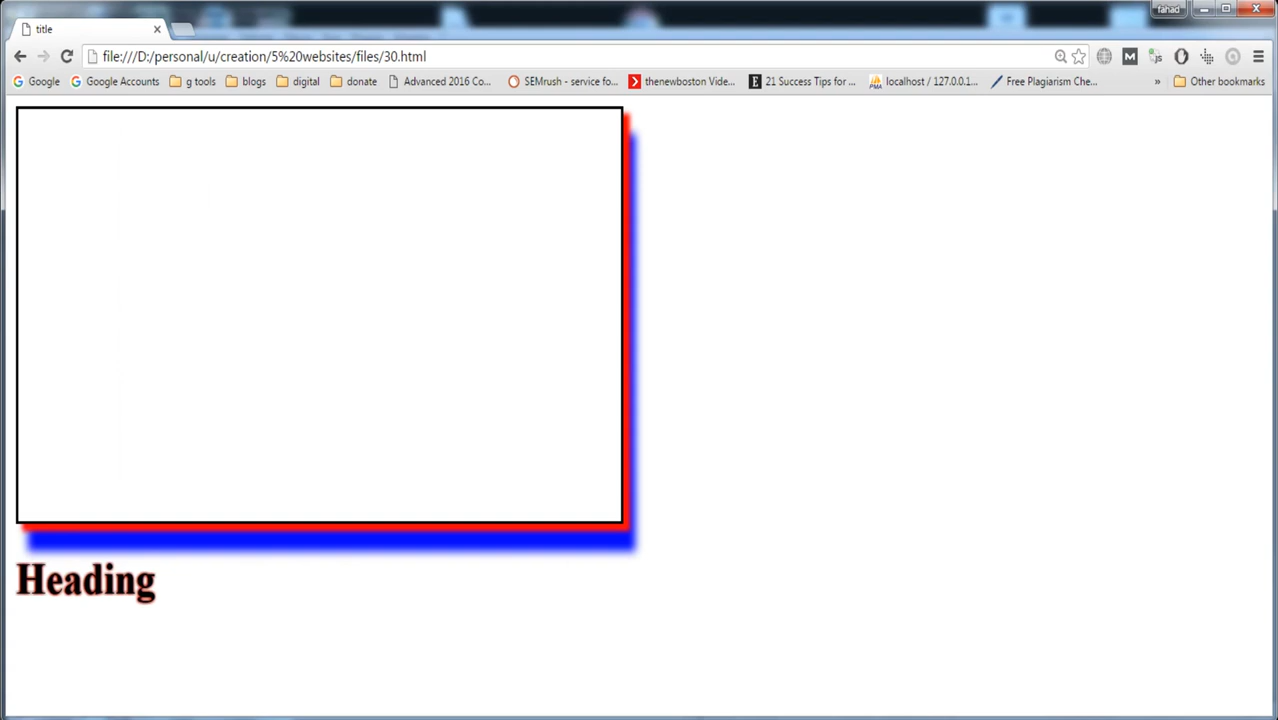 fahad
title
file:///D:/personal/u/creation/5%20websites/files/30.html
Google Google Accounts g tools blogs digital donate Advanced 2016 Co... SEMrush - service fo... thenewboston Vide... 21 Success Tips for ... localhost / 127.0.0.1... Free Plagiarism Che... » Other bookmarks
Heading